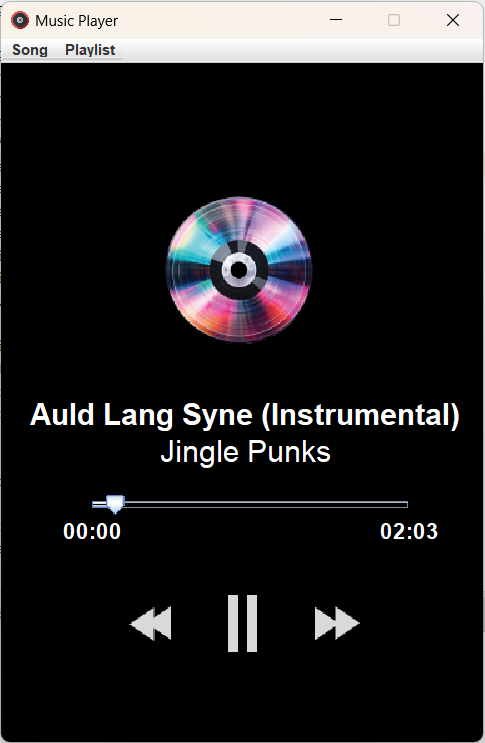 Music Player
Song Playlist
Auld Lang Syne (Instrumental)
Jingle Punks
00:00 02:03